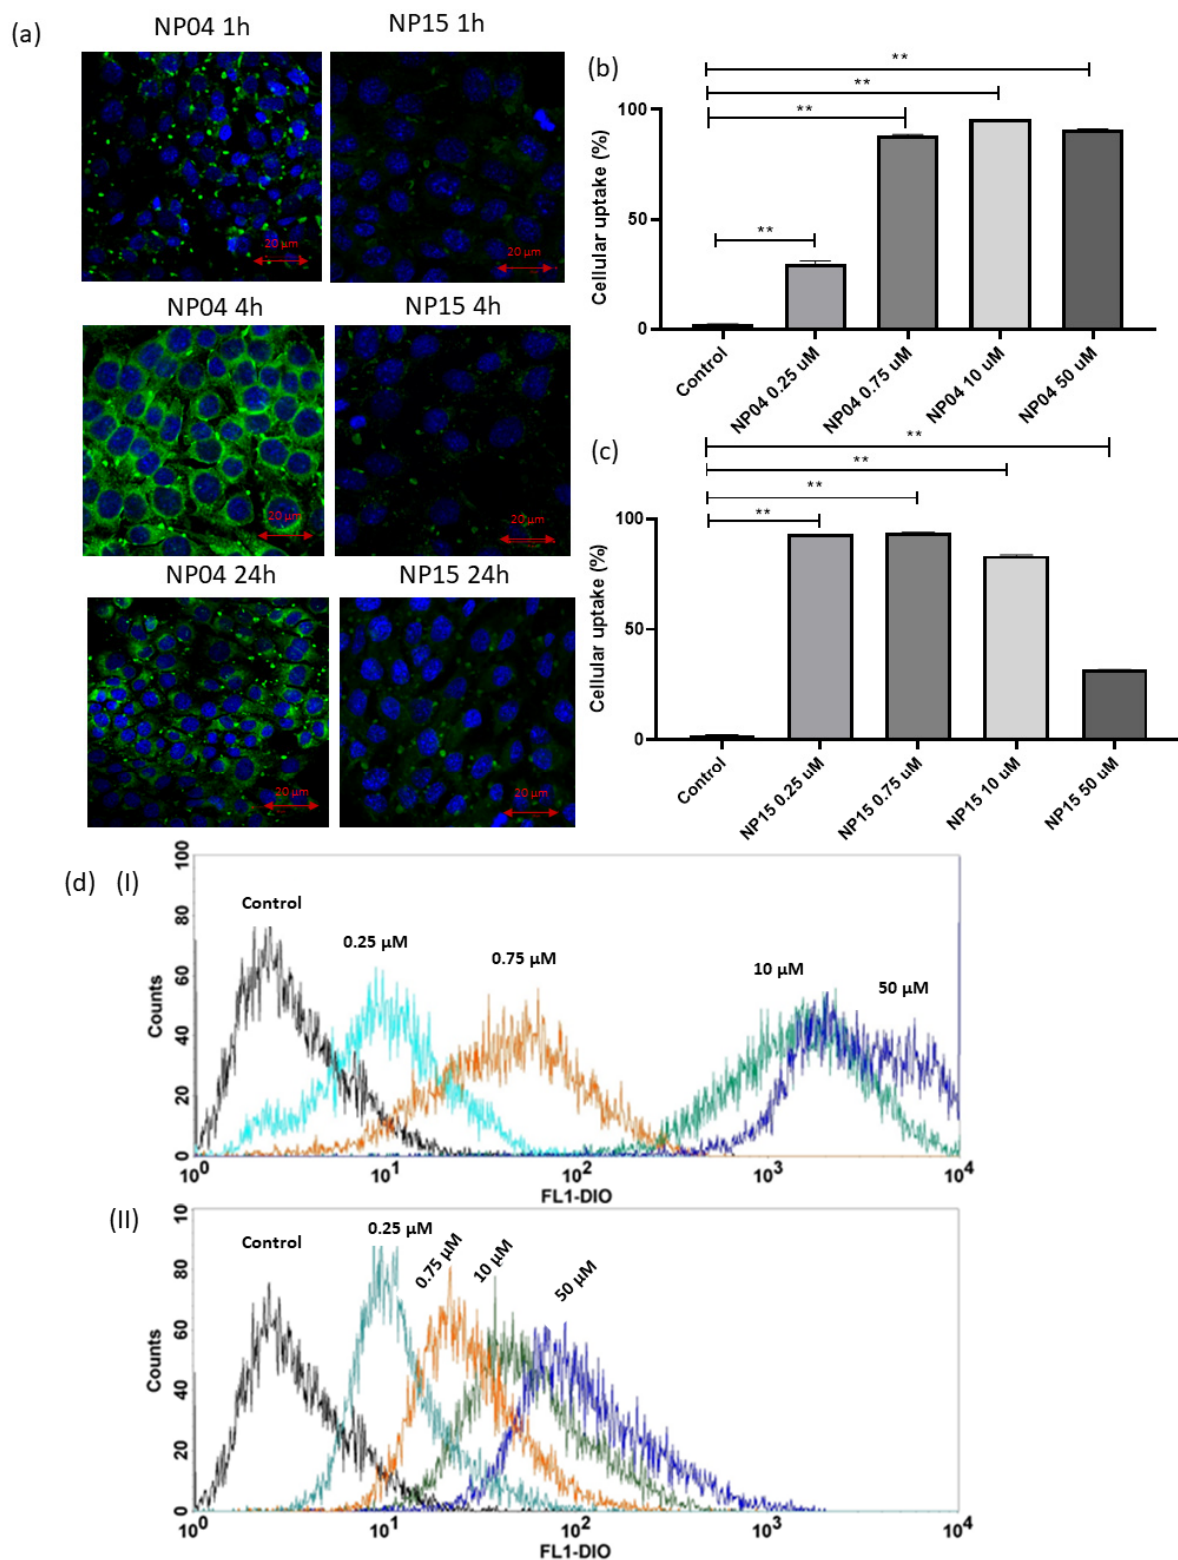 (a)
NP04 1h
NP15 1h
20 µm
20 µm
NP04 4h
NP15 4h
20 µm
20 µm
NP04 24h
NP15 24h
20 µm
20 µm
(b)
Cellular uptake (%)
100
50
0
**
**
**
**
Control
NP04 0.25 uM
NP04 0.75 uM
NP04 10 uM
NP04 50 uM
(c)
Cellular uptake (%)
100
50
0
**
**
**
**
Control
NP15 0.25 uM
NP15 0.75 uM
NP15 10 uM
NP15 50 uM
(d) (I)
Counts
100
80
60
40
20
0
Control
0.25 µM
0.75 µM
10 µM
50 µM
10⁰ 10¹ 10² 10³ 10⁴
FL1-DIO
(II)
Counts
10
80
60
40
20
0
Control
0.25 µM
0.75 µM
10 µM
50 µM
10⁰ 10¹ 10² 10³ 10⁴
FL1-DIO